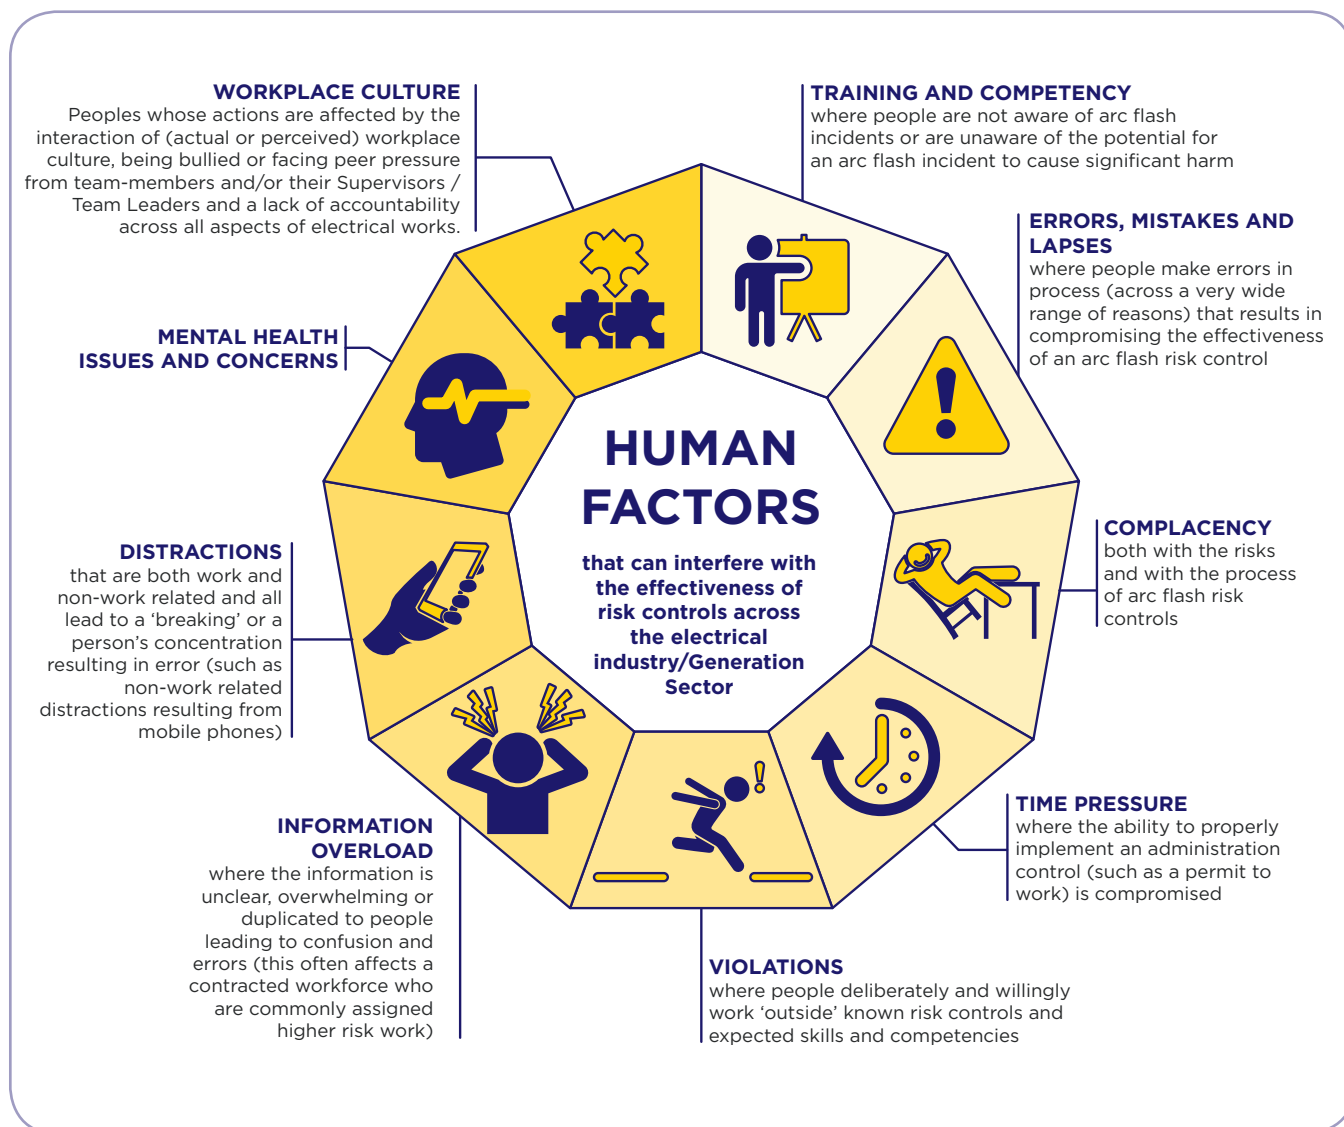 WORKPLACE CULTURE
Peoples whose actions are affected by the
interaction of (actual or perceived) workplace
culture, being bullied or facing peer pressure
from team-members and/or their Supervisors /
Team Leaders and a lack of accountability
across all aspects of electrical works.
TRAINING AND COMPETENCY
where people are not aware of arc flash
incidents or are unaware of the potential for
an arc flash incident to cause significant harm
ERRORS, MISTAKES AND
LAPSES
where people make errors in
process (across a very wide
range of reasons) that results in
compromising the effectiveness
of an arc flash risk control
MENTAL HEALTH
ISSUES AND CONCERNS
HUMAN
FACTORS
that can interfere with
the effectiveness of
risk controls across
the electrical
industry/Generation
Sector
COMPLACENCY
both with the risks
and with the process
of arc flash risk
controls
DISTRACTIONS
that are both work and
non-work related and all
lead to a ‘breaking’ or a
person’s concentration
resulting in error (such as
non-work related
distractions resulting from
mobile phones)
TIME PRESSURE
where the ability to properly
implement an administration
control (such as a permit to
work) is compromised
INFORMATION
OVERLOAD
where the information is
unclear, overwhelming or
duplicated to people
leading to confusion and
errors (this often affects a
contracted workforce who
are commonly assigned
higher risk work)
VIOLATIONS
where people deliberately and willingly
work ‘outside’ known risk controls and
expected skills and competencies